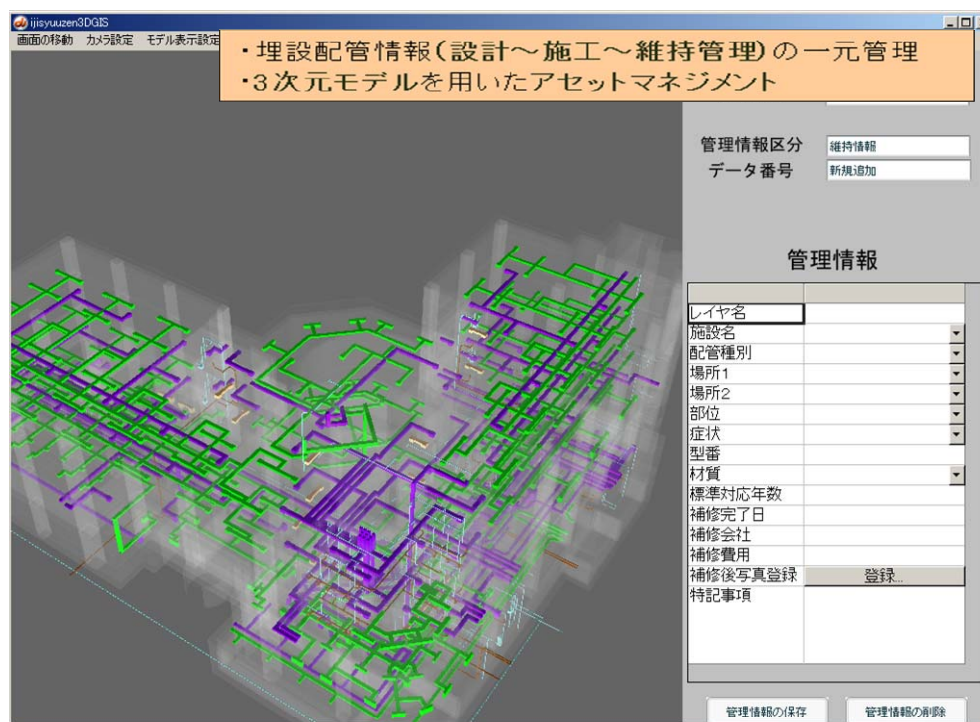 ijisyuuzen3DGIS
画面の移動 カメラ設定 モデル表示設定
・埋設配管情報(設計～施工～維持管理)の一元管理
・3次元モデルを用いたアセットマネジメント
管理情報区分 維持情報
データ番号 新規追加
管理情報
レイヤ名
施設名
配管種別
場所1
場所2
部位
症状
型番
材質
標準対応年数
補修完了日
補修会社
補修費用
補修後写真登録 登録...
特記事項
管理情報の保存 管理情報の削除